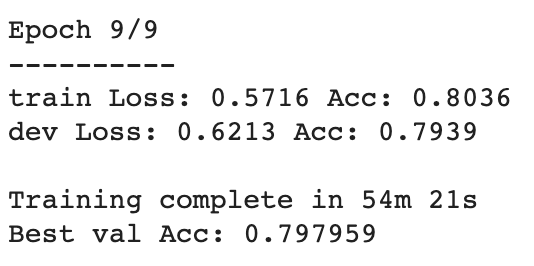 Epoch 9/9
----------
train Loss: 0.5716 Acc: 0.8036
dev Loss: 0.6213 Acc: 0.7939
Training complete in 54m 21s
Best val Acc: 0.797959